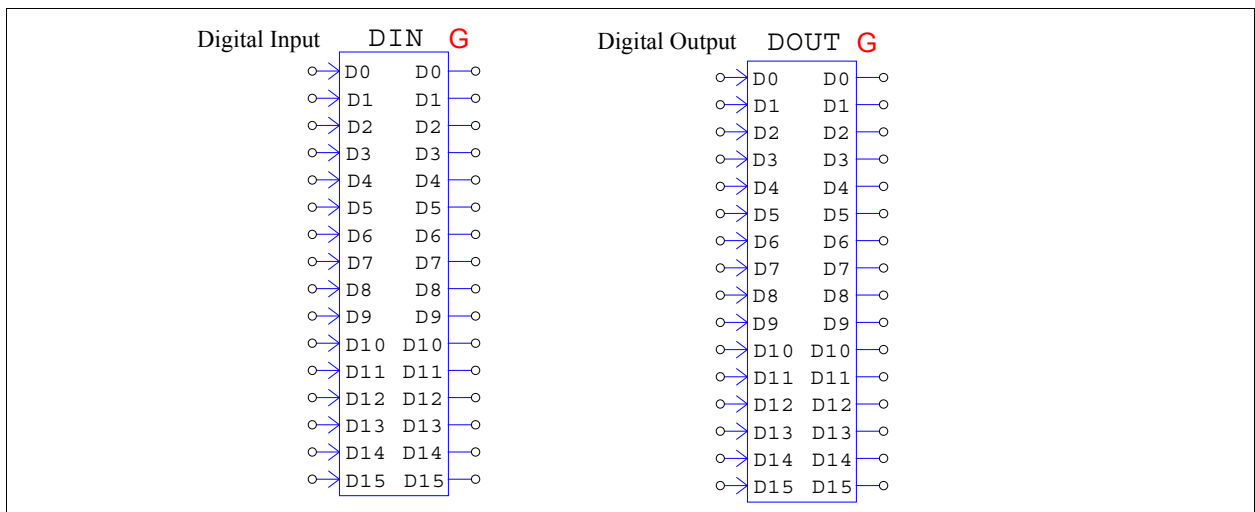 Digital Input DIN G
D0 D0
D1 D1
D2 D2
D3 D3
D4 D4
D5 D5
D6 D6
D7 D7
D8 D8
D9 D9
D10 D10
D11 D11
D12 D12
D13 D13
D14 D14
D15 D15
Digital Output DOUT G
D0 D0
D1 D1
D2 D2
D3 D3
D4 D4
D5 D5
D6 D6
D7 D7
D8 D8
D9 D9
D10 D10
D11 D11
D12 D12
D13 D13
D14 D14
D15 D15